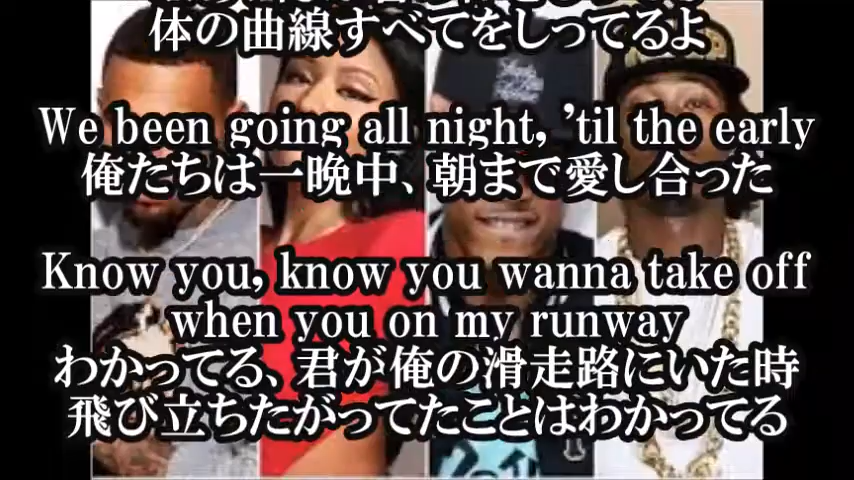 体の曲線すべてをしってるよ
We been going all night, ’til the early
俺たちは一晩中、朝まで愛し合った
Know you, know you wanna take off
when you on my runway
わかってる、君が俺の滑走路にいた時
飛び立ちたがってたことはわかってる